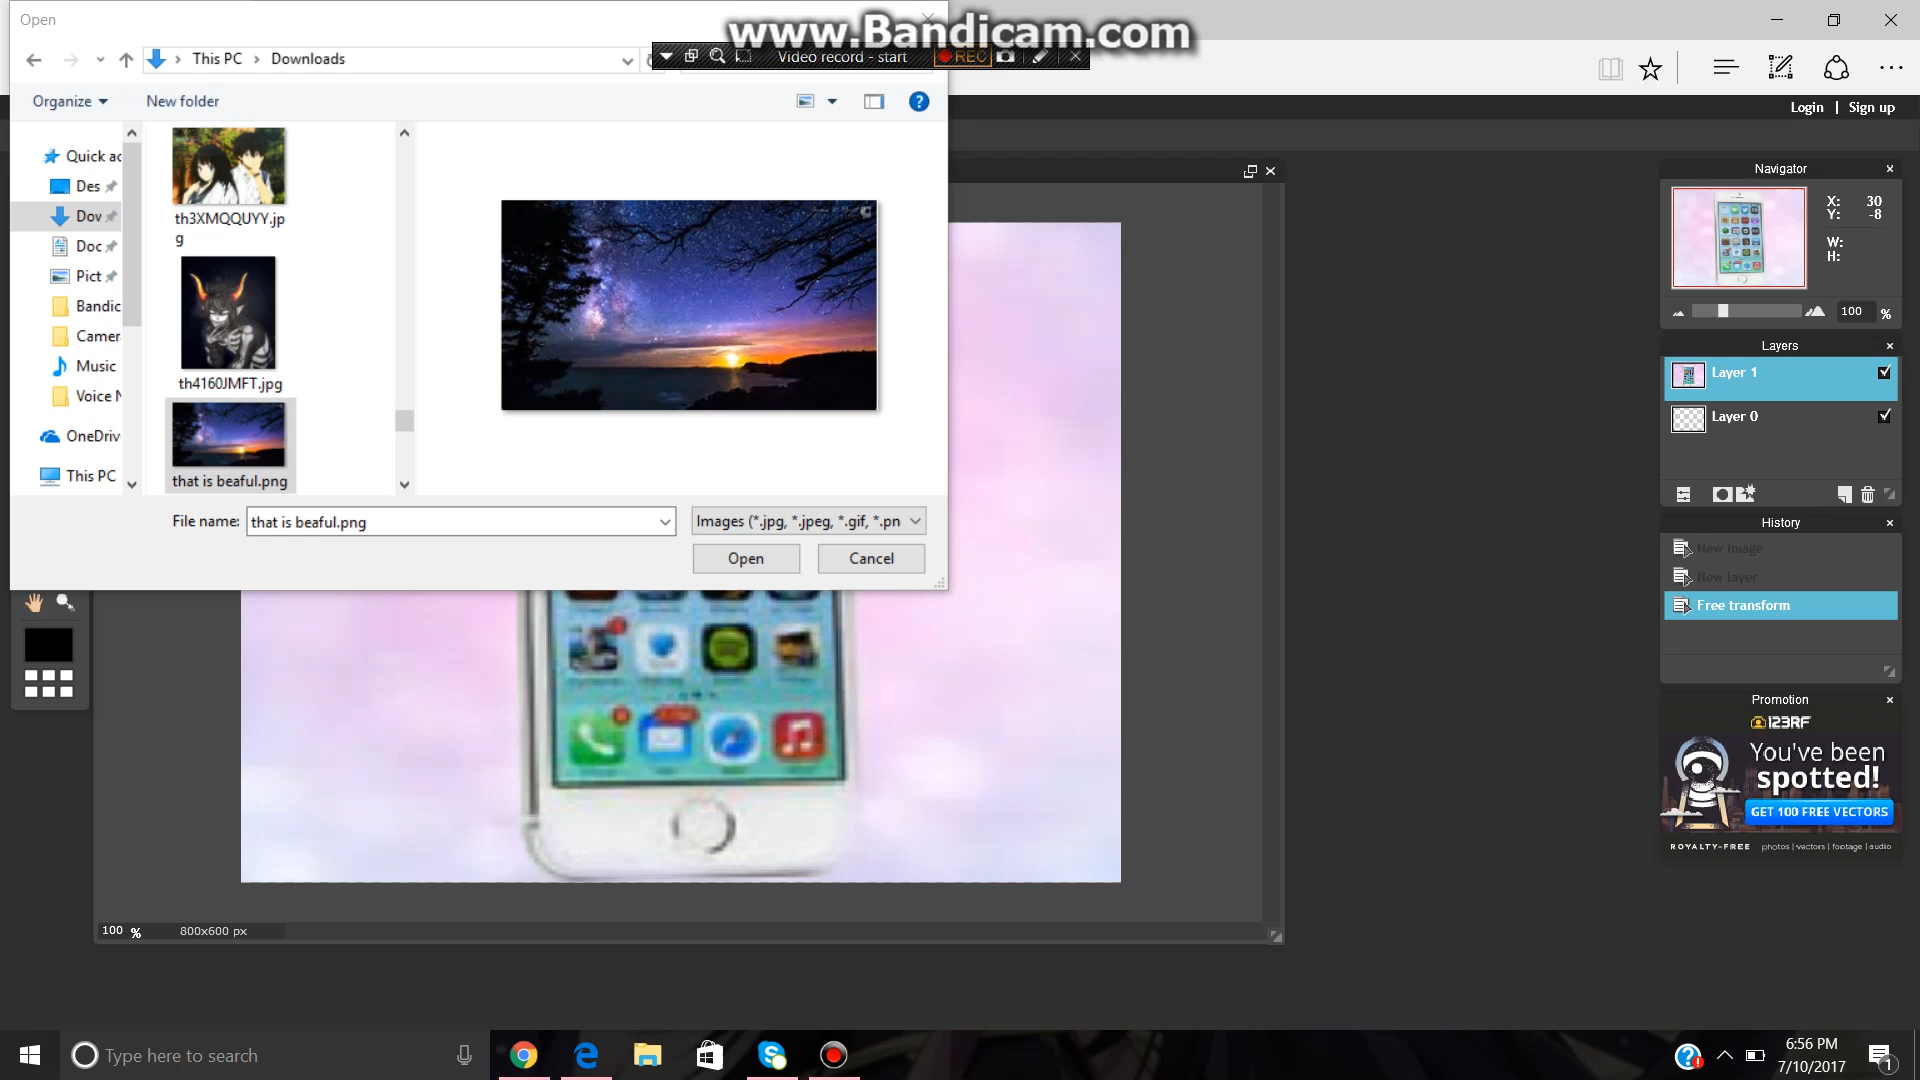 Open
www.Bandicam.com
This PC
Downloads
Video record - start
REC
Organize
New folder
Login | Sign up
Quick ac
Des
Dov
Doc
Pict
Bandic
Camer
Music
Voice N
OneDriv
This PC
th3XMQQUYY.jp
g
th4160JMFT.jpg
that is beaful.png
File name:
that is beaful.png
Images (*.jpg, *.jpeg, *.gif, *.pn
Open
Cancel
Navigator
X: 30
Y: -8
W:
H:
100 %
Layers
Layer 1
Layer 0
History
New image
New layer
Free transform
Promotion
123RF
You've been
spotted!
GET 100 FREE VECTORS
ROYALTY-FREE photos | vectors | footage | audio
100 %
800x600 px
Type here to search
6:56 PM
7/10/2017
1